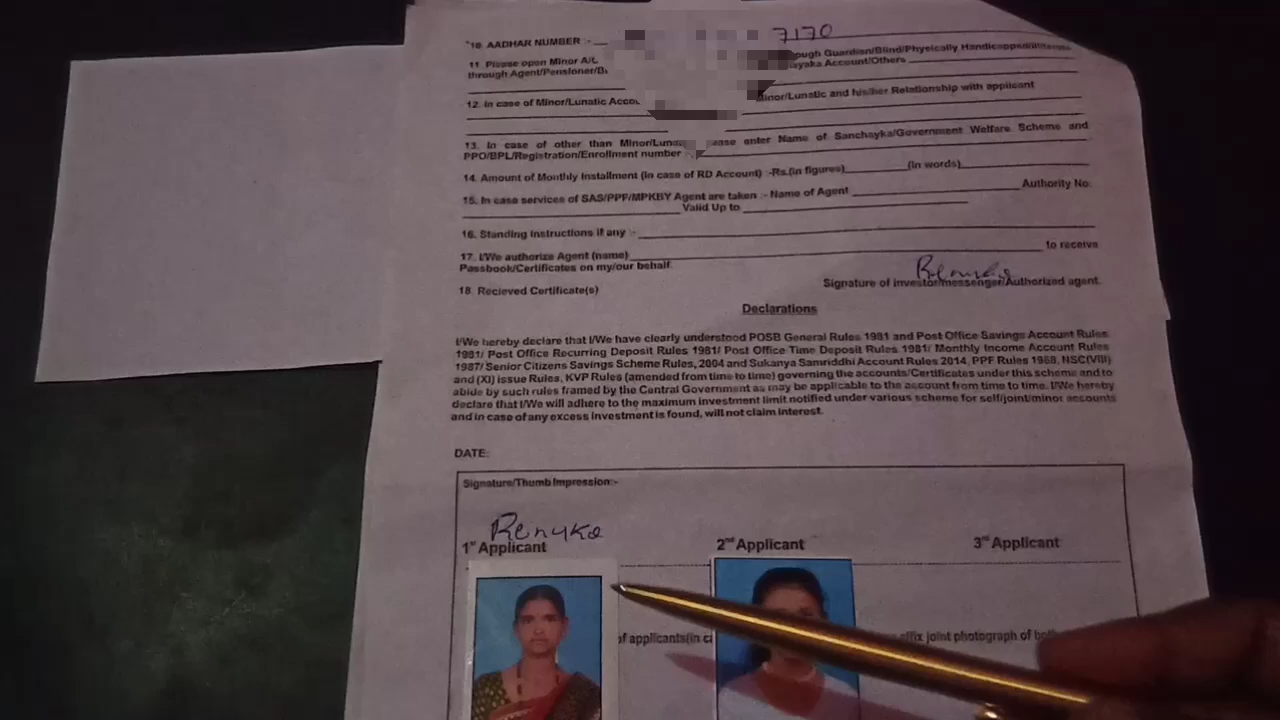 *10. AADHAR NUMBER :- 7170
11. Please open Minor A/C ough Guardian/Blind/Physically Handicapped/
through Agent/Pensioner/ ayaka Account/Others
12. In case of Minor/Lunatic Acco Minor/Lunatic and his/her Relationship with applicant
13. In case of other than Minor/Luna ease enter Name of Sanchayka/Government Welfare Scheme and
PPO/BPL/Registration/Enrollment number
14. Amount of Monthly Installment (in case of RD Account) :-Rs.(in figures) (in words)
15. In case services of SAS/PPF/MPKBY Agent are taken :- Name of Agent Authority No.
Valid Up to
16. Standing instructions if any :-
17. I/We authorize Agent (name) to receive
Passbook/Certificates on my/our behalf.
Renuka
18. Recieved Certificate(s) Signature of investor/messenger/Authorized agent.
Declarations
I/We hereby declare that I/We have clearly understood POSB General Rules 1981 and Post Office Savings Account Rules
1981/ Post Office Recurring Deposit Rules 1981/ Post Office Time Deposit Rules 1981/ Monthly Income Account Rules
1987/ Senior Citizens Savings Scheme Rules, 2004 and Sukanya Samriddhi Account Rules 2014, PPF Rules 1968, NSC(VIII)
and (XI) issue Rules, KVP Rules (amended from time to time) governing the accounts/Certificates under this scheme and to
abide by such rules framed by the Central Government as may be applicable to the account from time to time. I/We hereby
declare that I/We will adhere to the maximum investment limit notified under various scheme for self/joint/minor accounts
and in case of any excess investment is found, will not claim interest.
DATE:
Signature/Thumb Impression:-
Renuka
1st Applicant 2nd Applicant 3rd Applicant
of applicants(in ca ffix joint photograph of